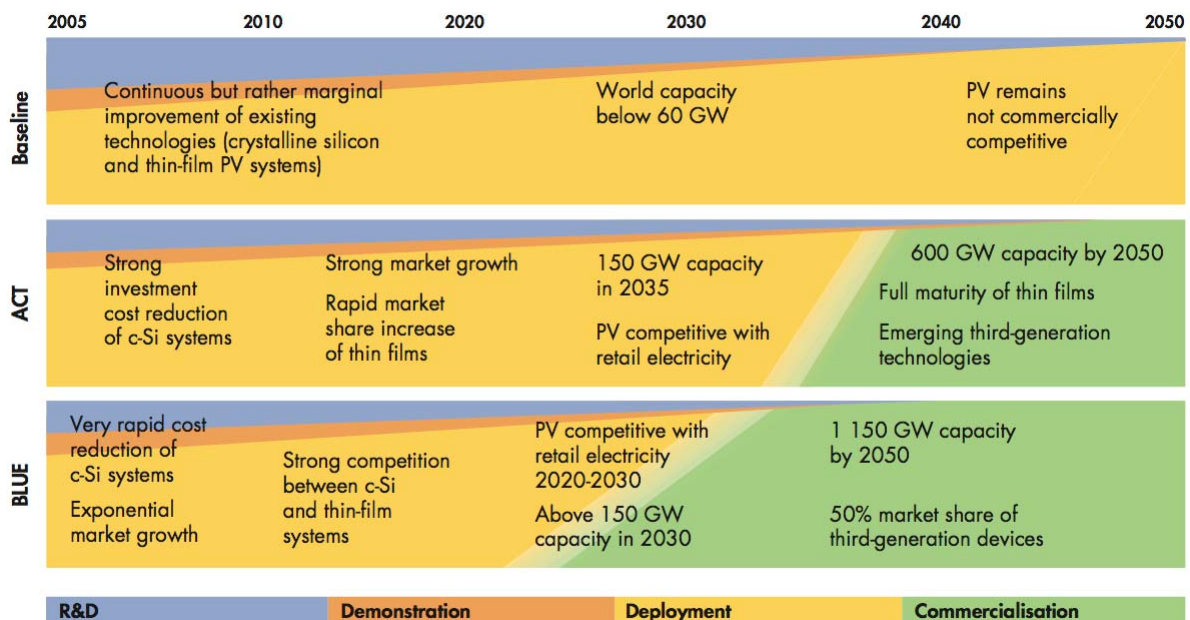 2005 2010 2020 2030 2040 2050
Baseline
Continuous but rather marginal
improvement of existing
technologies (crystalline silicon
and thin-film PV systems)
World capacity
below 60 GW
PV remains
not commercially
competitive
ACT
Strong
investment
cost reduction
of c-Si systems
Strong market growth
Rapid market
share increase
of thin films
150 GW capacity
in 2035
PV competitive with
retail electricity
600 GW capacity by 2050
Full maturity of thin films
Emerging third-generation
technologies
BLUE
Very rapid cost
reduction of
c-Si systems
Exponential
market growth
Strong competition
between c-Si
and thin-film
systems
PV competitive with
retail electricity
2020-2030
Above 150 GW
capacity in 2030
1 150 GW capacity
by 2050
50% market share of
third-generation devices
R&D Demonstration Deployment Commercialisation